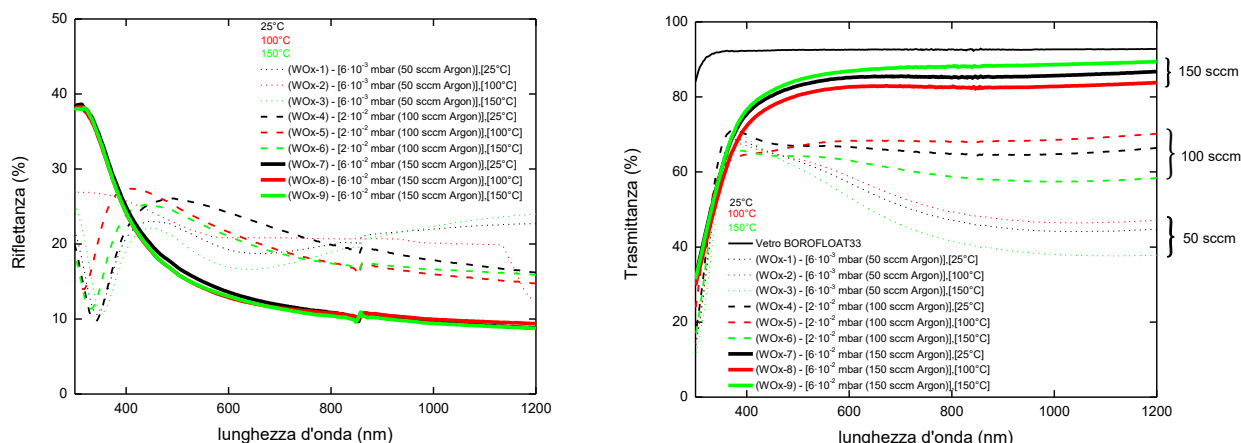 50
40
30
20
10
0
Riflettanza (%)
25°C
100°C
150°C
(WOx-1) - [6·10⁻³ mbar (50 sccm Argon)],[25°C]
(WOx-2) - [6·10⁻³ mbar (50 sccm Argon)],[100°C]
(WOx-3) - [6·10⁻³ mbar (50 sccm Argon)],[150°C]
(WOx-4) - [2·10⁻² mbar (100 sccm Argon)],[25°C]
(WOx-5) - [2·10⁻² mbar (100 sccm Argon)],[100°C]
(WOx-6) - [2·10⁻² mbar (100 sccm Argon)],[150°C]
(WOx-7) - [6·10⁻² mbar (150 sccm Argon)],[25°C]
(WOx-8) - [6·10⁻² mbar (150 sccm Argon)],[100°C]
(WOx-9) - [6·10⁻² mbar (150 sccm Argon)],[150°C]
400 600 800 1000 1200
lunghezza d'onda (nm)
100
80
60
40
20
0
Trasmittanza (%)
150 sccm
100 sccm
50 sccm
25°C
100°C
150°C
Vetro BOROFLOAT33
(WOx-1) - [6·10⁻³ mbar (50 sccm Argon)],[25°C]
(WOx-2) - [6·10⁻³ mbar (50 sccm Argon)],[100°C]
(WOx-3) - [6·10⁻³ mbar (50 sccm Argon)],[150°C]
(WOx-4) - [2·10⁻² mbar (100 sccm Argon)],[25°C]
(WOx-5) - [2·10⁻² mbar (100 sccm Argon)],[100°C]
(WOx-6) - [2·10⁻² mbar (100 sccm Argon)],[150°C]
(WOx-7) - [6·10⁻² mbar (150 sccm Argon)],[25°C]
(WOx-8) - [6·10⁻² mbar (150 sccm Argon)],[100°C]
(WOx-9) - [6·10⁻² mbar (150 sccm Argon)],[150°C]
400 600 800 1000 1200
lunghezza d'onda (nm)